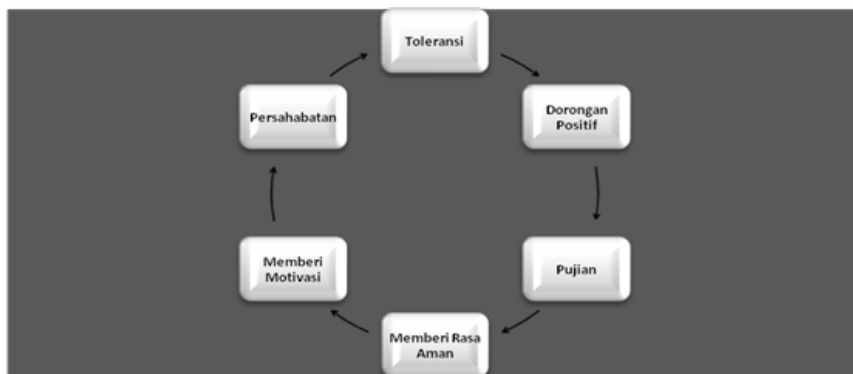 Toleransi
Dorongan
Positif
Pujian
Memberi Rasa
Aman
Memberi
Motivasi
Persahabatan